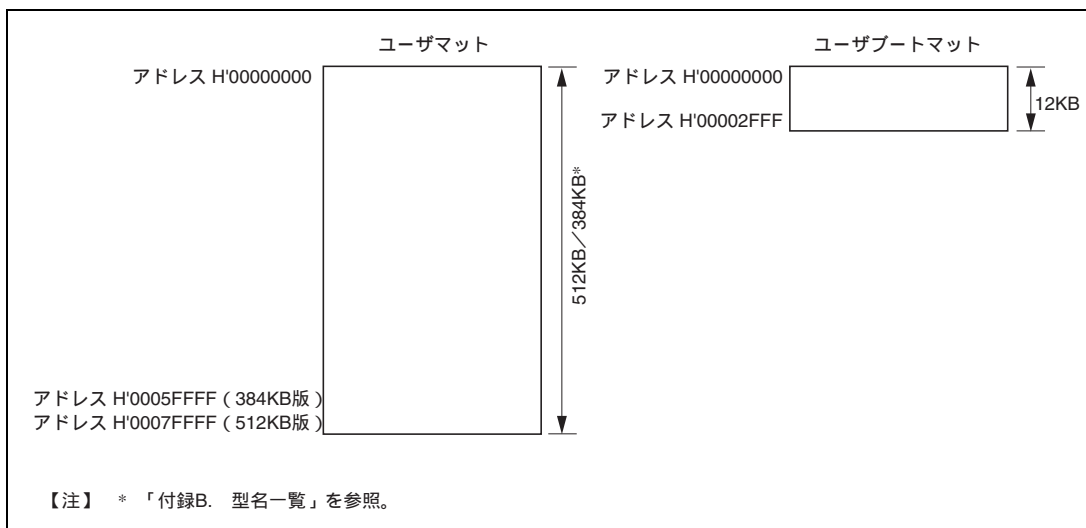 ユーザマット
アドレス H'00000000
512KB／384KB*
アドレス H'0005FFFF（384KB版）
アドレス H'0007FFFF（512KB版）
ユーザブートマット
アドレス H'00000000
12KB
アドレス H'00002FFF
【注】 * 「付録B. 型名一覧」を参照。